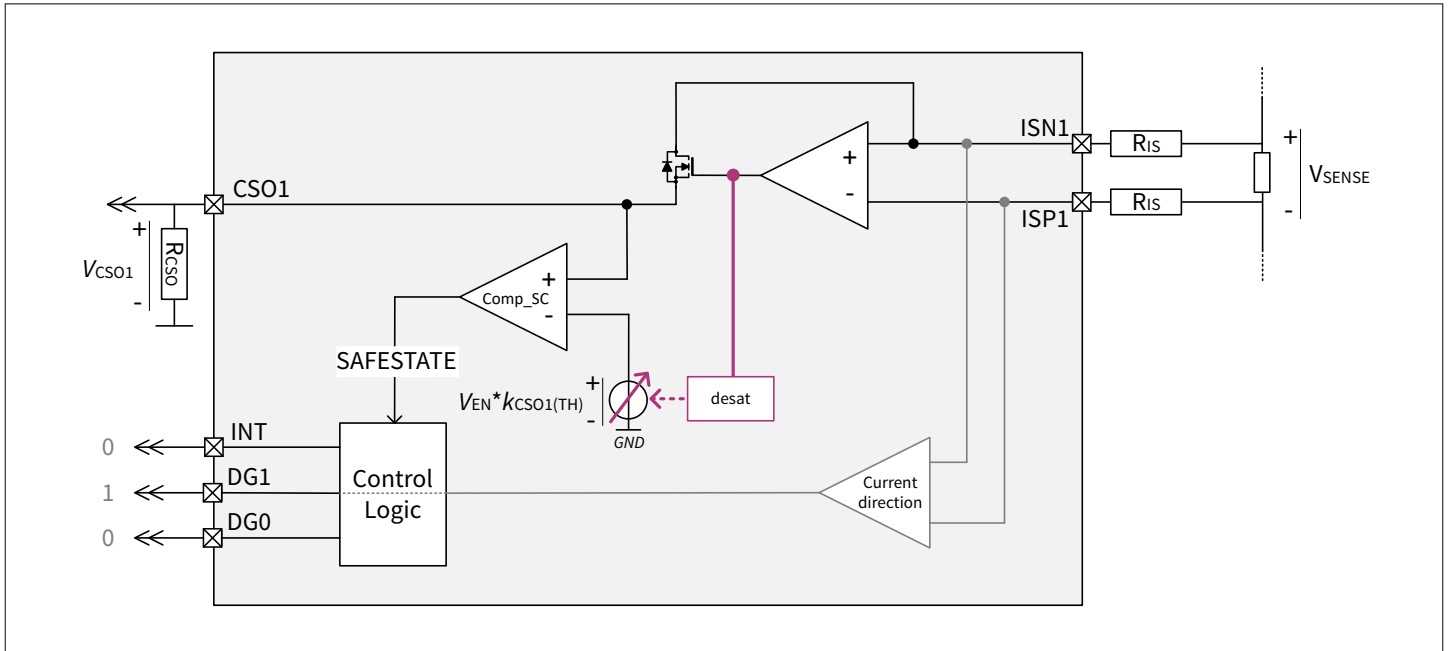 ISN1
RIS
+
+
VSENSE
-
-
CSO1
RIS
ISP1
+
VCSO1
RCSO
-
+
Comp_SC
-
SAFESTATE
+
VEN*kCSO1(TH)
-
GND
desat
0
INT
1
DG1
0
DG0
Control
Logic
Current
direction